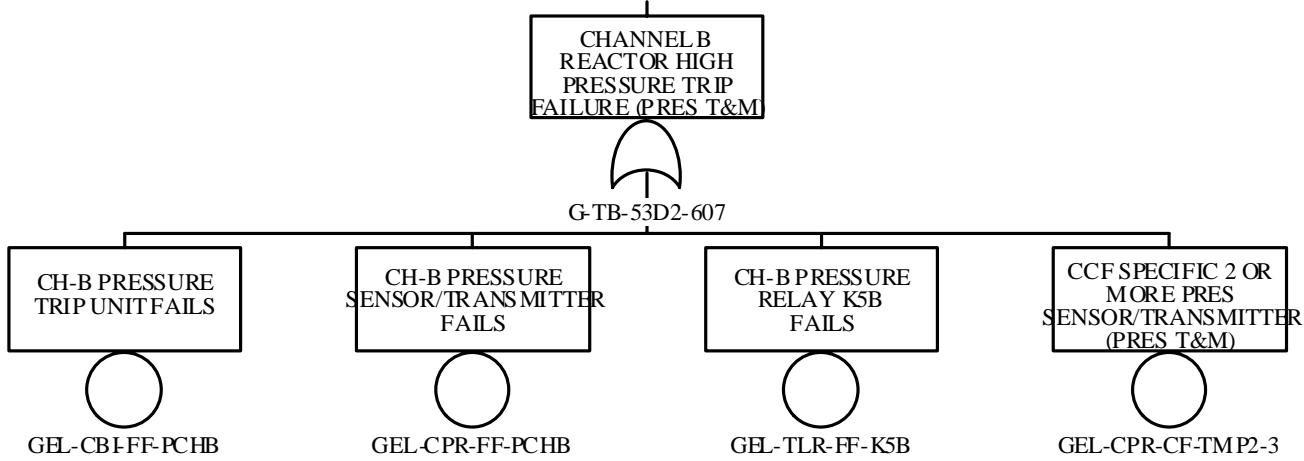 CHANNEL B
REACTOR HIGH
PRESSURE TRIP
FAILURE (PRES T&M)
G-TB-53D2-607
CH-B PRESSURE
TRIP UNIT FAILS
CH-B PRESSURE
SENSOR/TRANSMITTER
FAILS
CH-B PRESSURE
RELAY K5B
FAILS
CCF SPECIFIC 2 OR
MORE PRES
SENSOR/TRANSMITTER
(PRES T&M)
GEL-CBI-FF-PCHB
GEL-CPR-FF-PCHB
GEL-TLR-FF-K5B
GEL-CPR-CF-TMP2-3